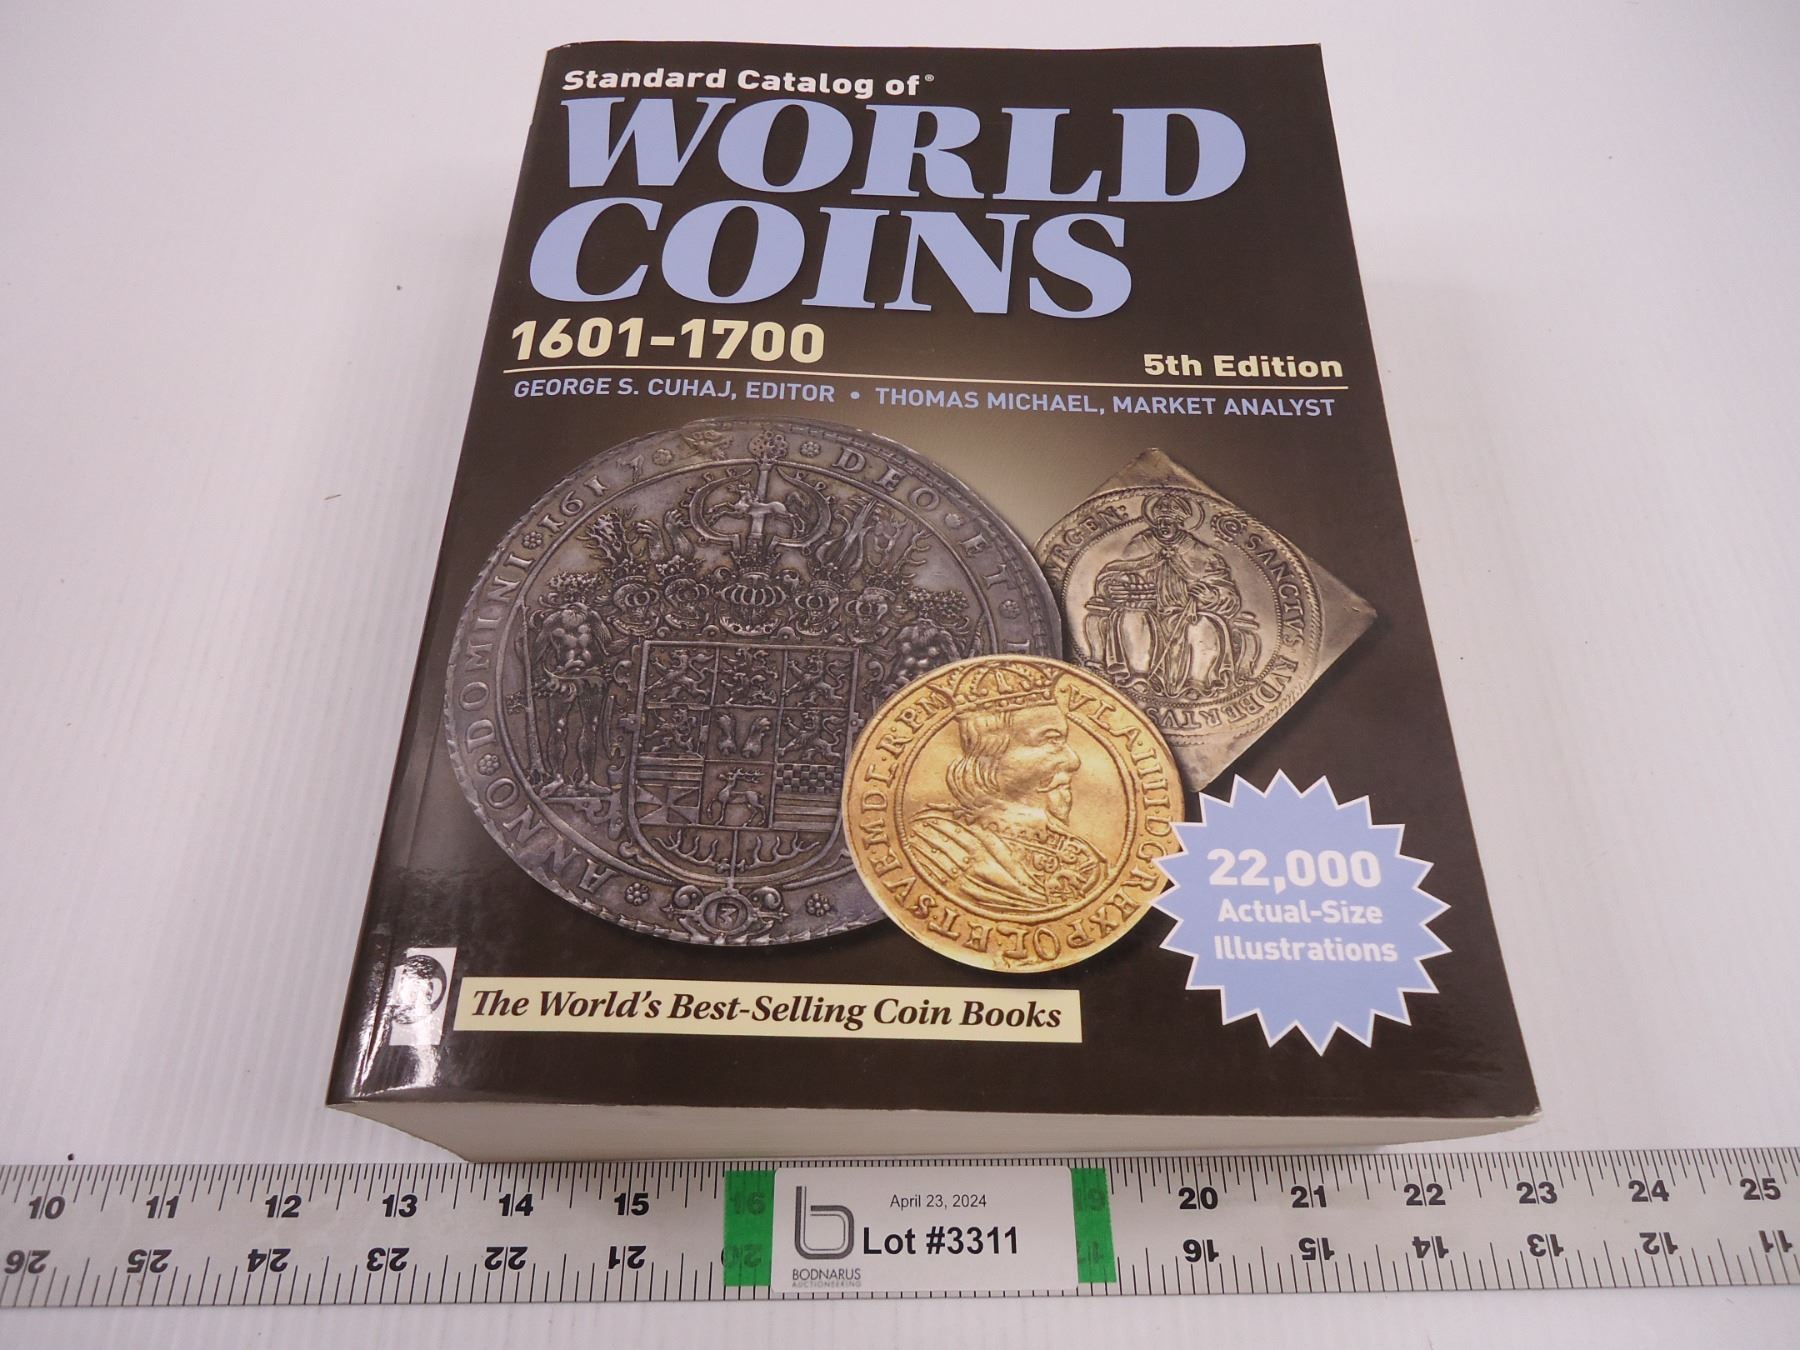 Standard Catalog of®
WORLD
COINS
1601-1700
5th Edition
GEORGE S. CUHAJ, EDITOR • THOMAS MICHAEL, MARKET ANALYST
ANNO DOMINI 1617
DEO ET
VRGEN:
SANCTVS RVDBERTVS
VLA IIII D G REX POL ET SVE M D L R RPM
22,000
Actual-Size
Illustrations
The World's Best-Selling Coin Books
10 11 12 13 14 15 16 19 20 21 22 23 24 25
April 23, 2024
Lot #3311
BODNARUS
AUCTIONEERING
26 25 24 23 22 21 20 17 16 15 14 13 12 11